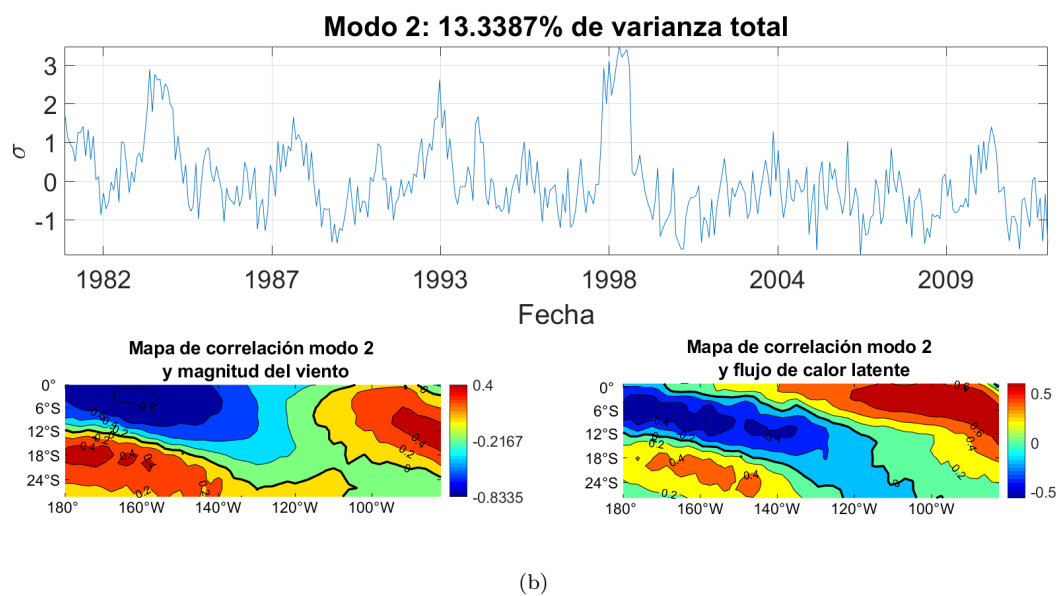 Modo 2: 13.3387% de varianza total
3
2
1
0
-1
σ
1982 1987 1993 1998 2004 2009
Fecha
Mapa de correlación modo 2
y magnitud del viento
0°
6°S
12°S
18°S
24°S
180° 160°W 140°W 120°W 100°W
0.4
-0.2167
-0.8335
Mapa de correlación modo 2
y flujo de calor latente
0°
6°S
12°S
18°S
24°S
180° 160°W 140°W 120°W 100°W
0.5
0
-0.5
(b)